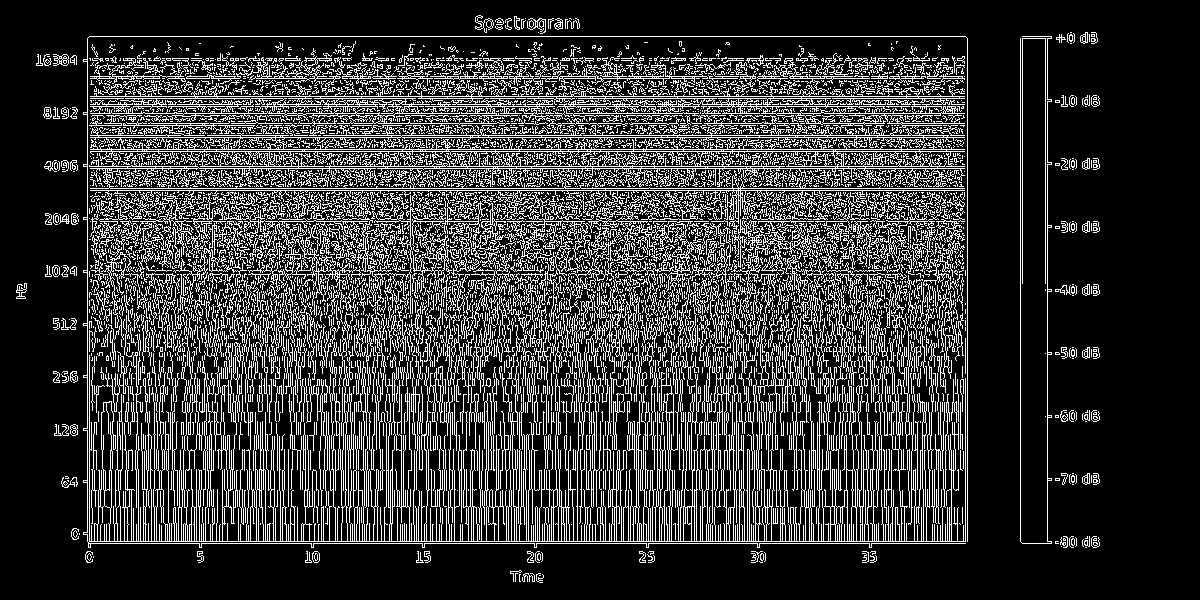 Spectrogram
+0 dB
16384
-10 dB
8192
-20 dB
4096
-30 dB
2048
1024
-40 dB
Hz
512
-50 dB
256
-60 dB
128
64
-70 dB
0
-80 dB
0 5 10 15 20 25 30 35
Time